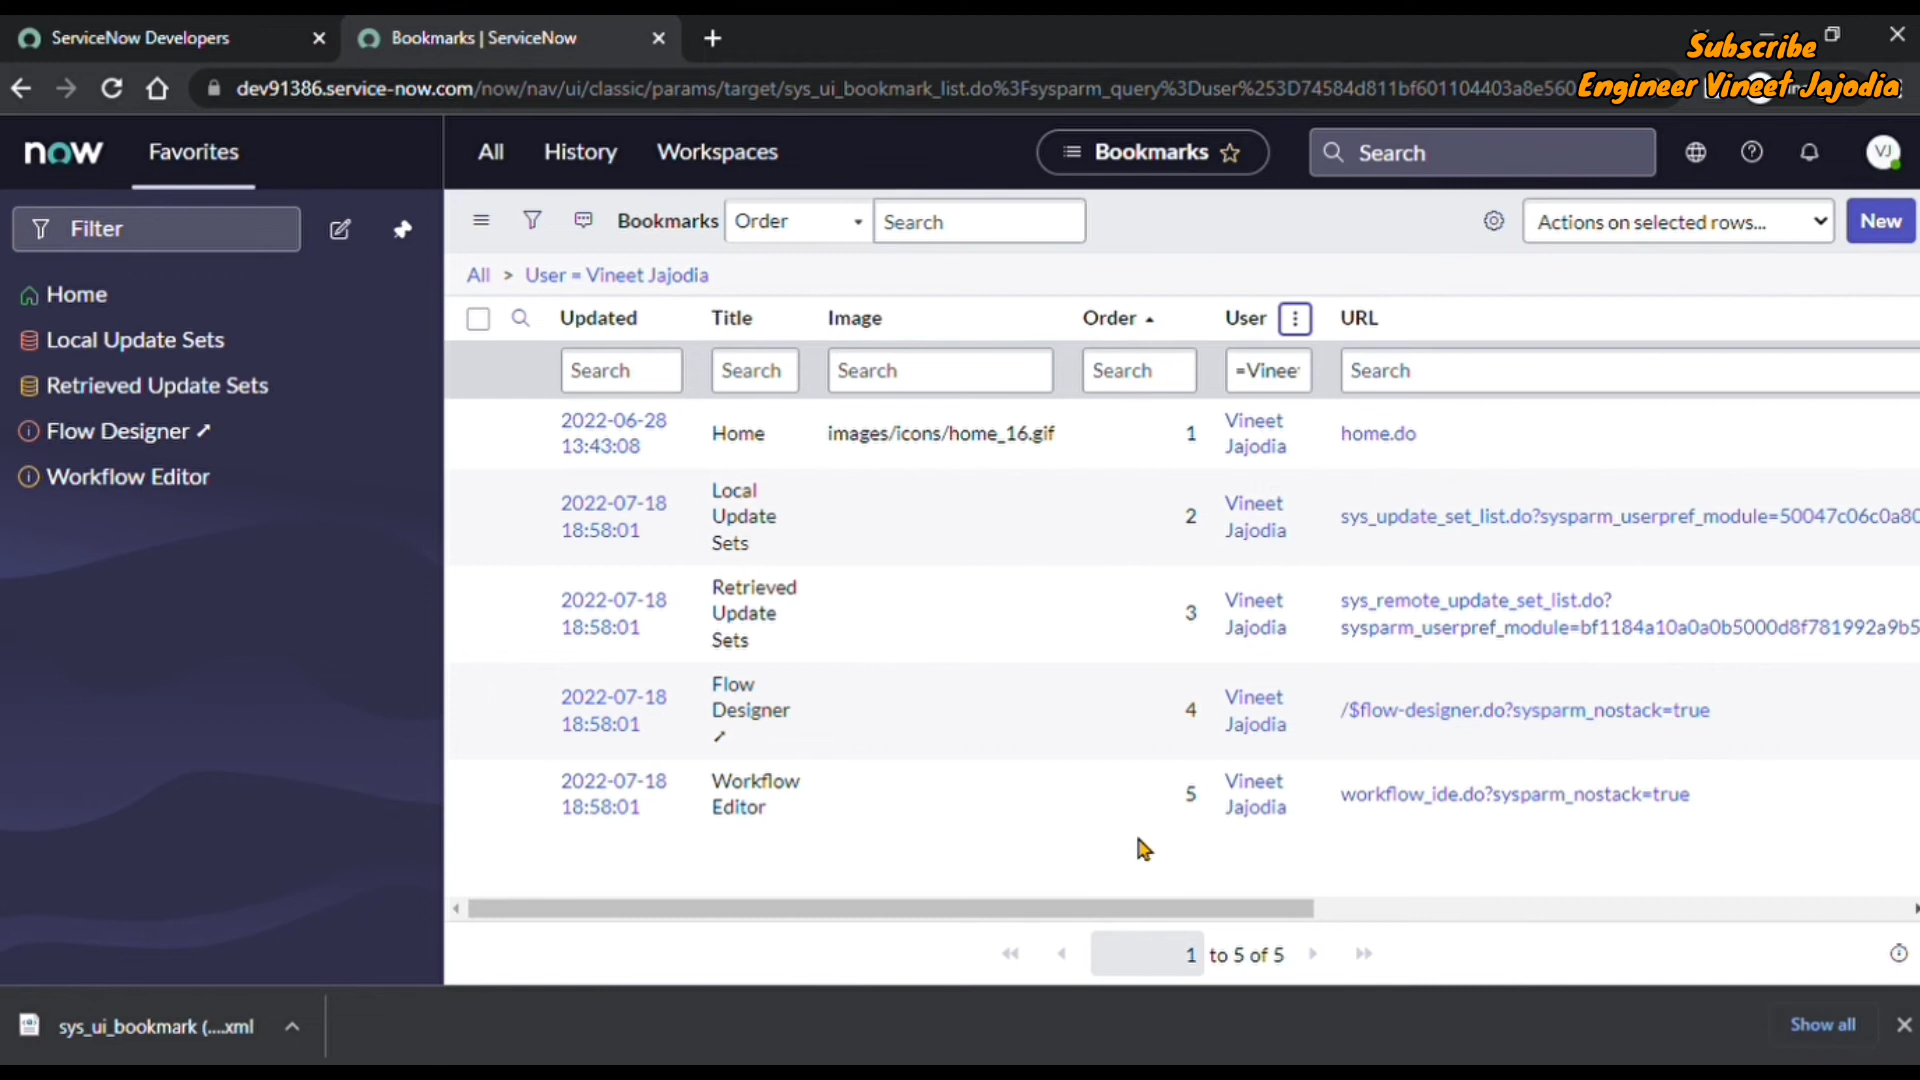 ServiceNow Developers
Bookmarks | ServiceNow
Subscribe
Engineer Vineet Jajodia
dev91386.service-now.com/now/nav/ui/classic/params/target/sys_ui_bookmark_list.do%3Fsysparm_query%3Duser%253D74584d811bf601104403a8e560
now
Favorites
All
History
Workspaces
Bookmarks
Search
VJ
Filter
Bookmarks
Order
Search
Actions on selected rows...
New
All > User = Vineet Jajodia
Home
Local Update Sets
Retrieved Update Sets
Flow Designer ➚
Workflow Editor
Updated
Title
Image
Order
User
URL
Search
Search
Search
Search
=Vinee
Search
2022-06-28
13:43:08
Home
images/icons/home_16.gif
1
Vineet
Jajodia
home.do
2022-07-18
18:58:01
Local
Update
Sets
2
Vineet
Jajodia
sys_update_set_list.do?sysparm_userpref_module=50047c06c0a80
2022-07-18
18:58:01
Retrieved
Update
Sets
3
Vineet
Jajodia
sys_remote_update_set_list.do?
sysparm_userpref_module=bf1184a10a0a0b5000d8f781992a9b5
2022-07-18
18:58:01
Flow
Designer
➚
4
Vineet
Jajodia
/$flow-designer.do?sysparm_nostack=true
2022-07-18
18:58:01
Workflow
Editor
5
Vineet
Jajodia
workflow_ide.do?sysparm_nostack=true
1 to 5 of 5
sys_ui_bookmark (....xml
Show all